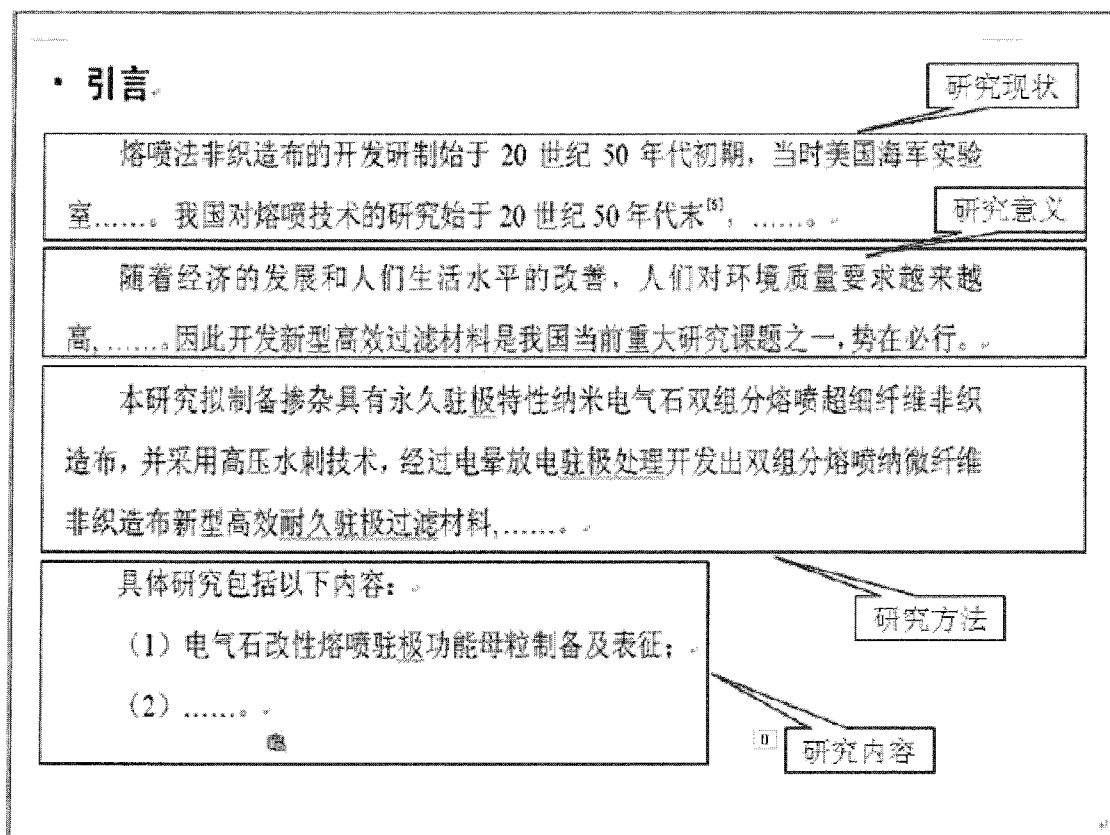 · 引言
研究现状
熔喷法非织造布的开发研制始于 20 世纪 50 年代初期，当时美国海军实验
室……。我国对熔喷技术的研究始于 20 世纪 50 年代末[5]，……。
研究意义
随着经济的发展和人们生活水平的改善，人们对环境质量要求越来越
高,……。因此开发新型高效过滤材料是我国当前重大研究课题之一,势在必行。
本研究拟制备掺杂具有永久驻极特性纳米电气石双组分熔喷超细纤维非织
造布，并采用高压水刺技术，经过电晕放电驻极处理开发出双组分熔喷纳微纤维
非织造布新型高效耐久驻极过滤材料,……。
研究方法
具体研究包括以下内容：
（1）电气石改性熔喷驻极功能母粒制备及表征；
（2）……。
研究内容